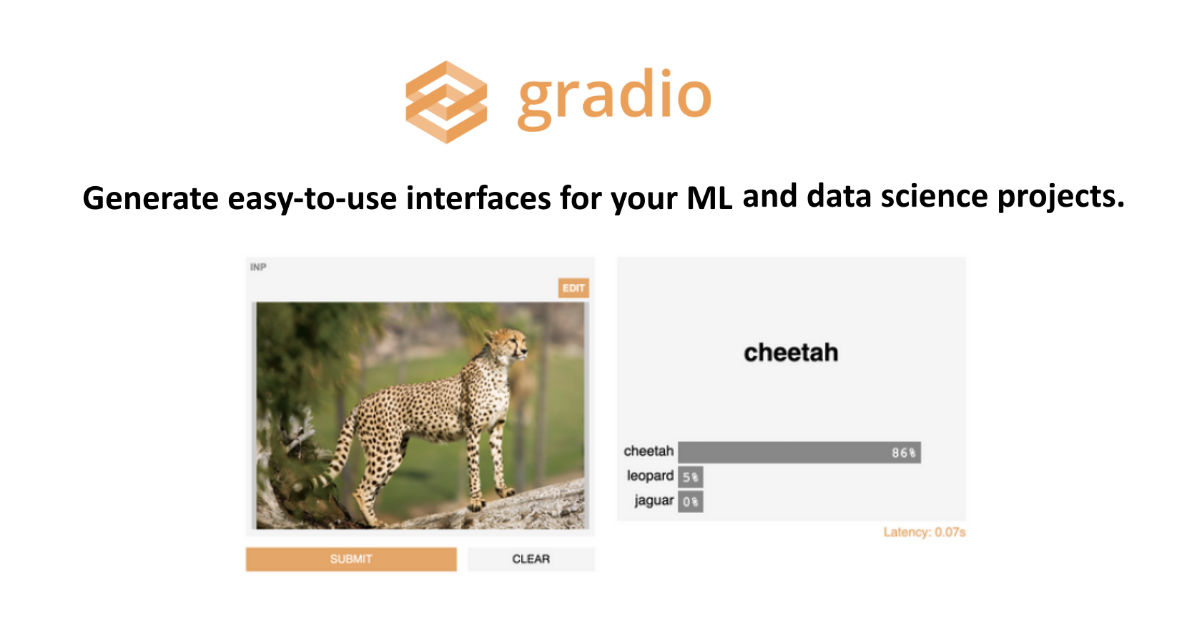 gradio
Generate easy-to-use interfaces for your ML and data science projects.
INP
EDIT
cheetah
cheetah 86%
leopard 5%
jaguar 0%
Latency: 0.07s
SUBMIT
CLEAR